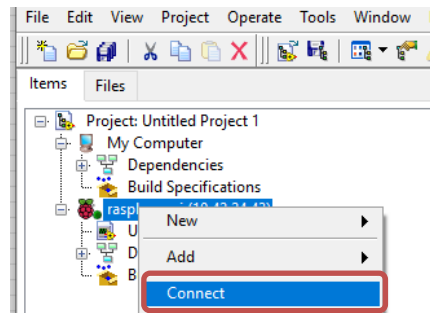 File Edit View Project Operate Tools Window
Items Files
Project: Untitled Project 1
My Computer
Dependencies
Build Specifications
New
U
D
Add
B
Connect